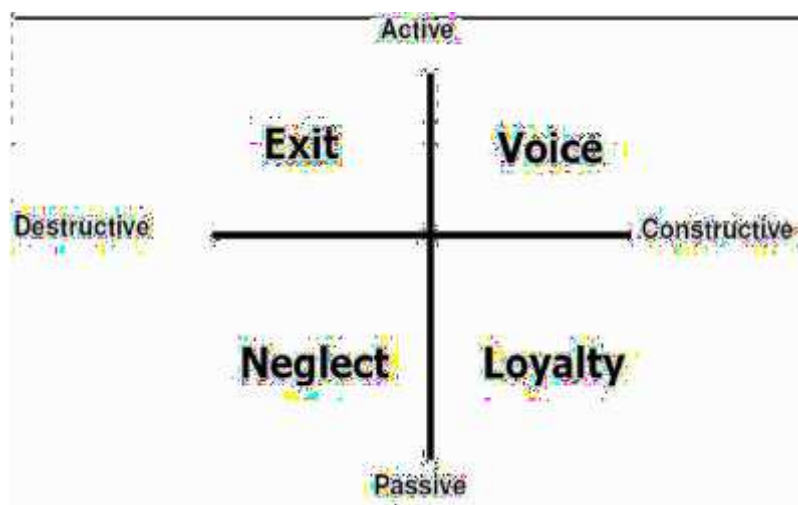 Active
Exit Voice
Destructive Constructive
Neglect Loyalty
Passive